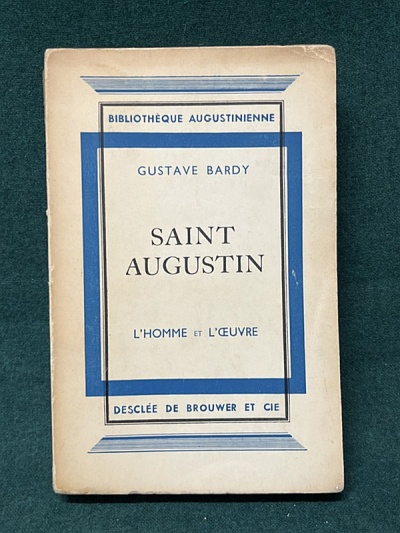 BIBLIOTHÈQUE AUGUSTINIENNE
GUSTAVE BARDY
SAINT
AUGUSTIN
L'HOMME ET L'ŒUVRE
DESCLÉE DE BROUWER ET CIE